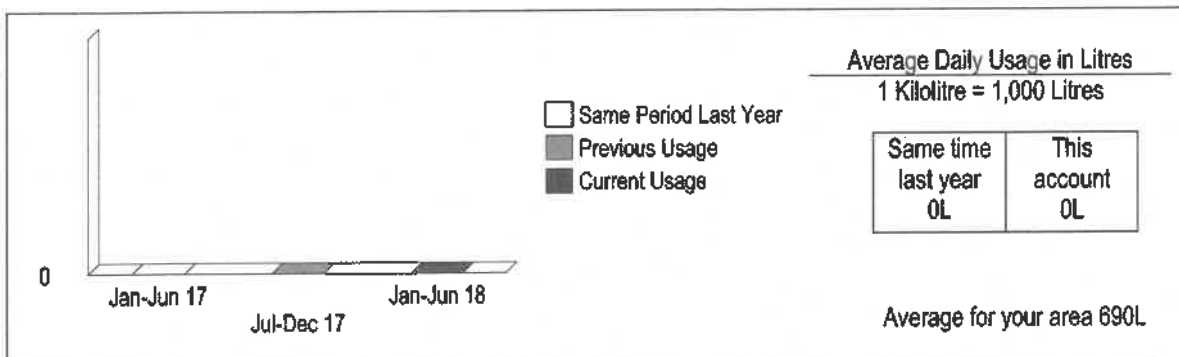 0
Jan-Jun 17
Jul-Dec 17
Jan-Jun 18
Same Period Last Year
Previous Usage
Current Usage
Average Daily Usage in Litres
1 Kilolitre = 1,000 Litres
Same time
last year
0L
This
account
0L
Average for your area 690L